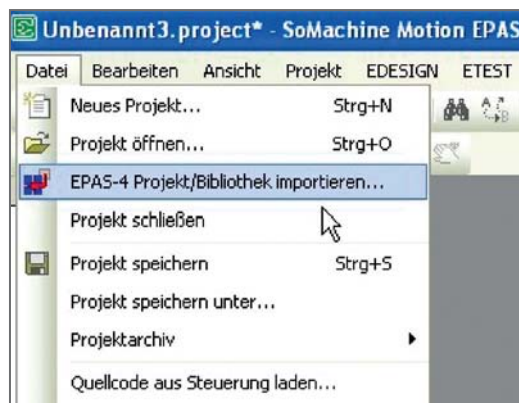 Unbenannt3.project* - SoMachine Motion EPAS
Datei Bearbeiten Ansicht Projekt EDESIGN ETEST
Neues Projekt... Strg+N
Projekt öffnen... Strg+O
EPAS-4 Projekt/Bibliothek importieren...
Projekt schließen
Projekt speichern Strg+S
Projekt speichern unter...
Projektarchiv
Quellcode aus Steuerung laden...